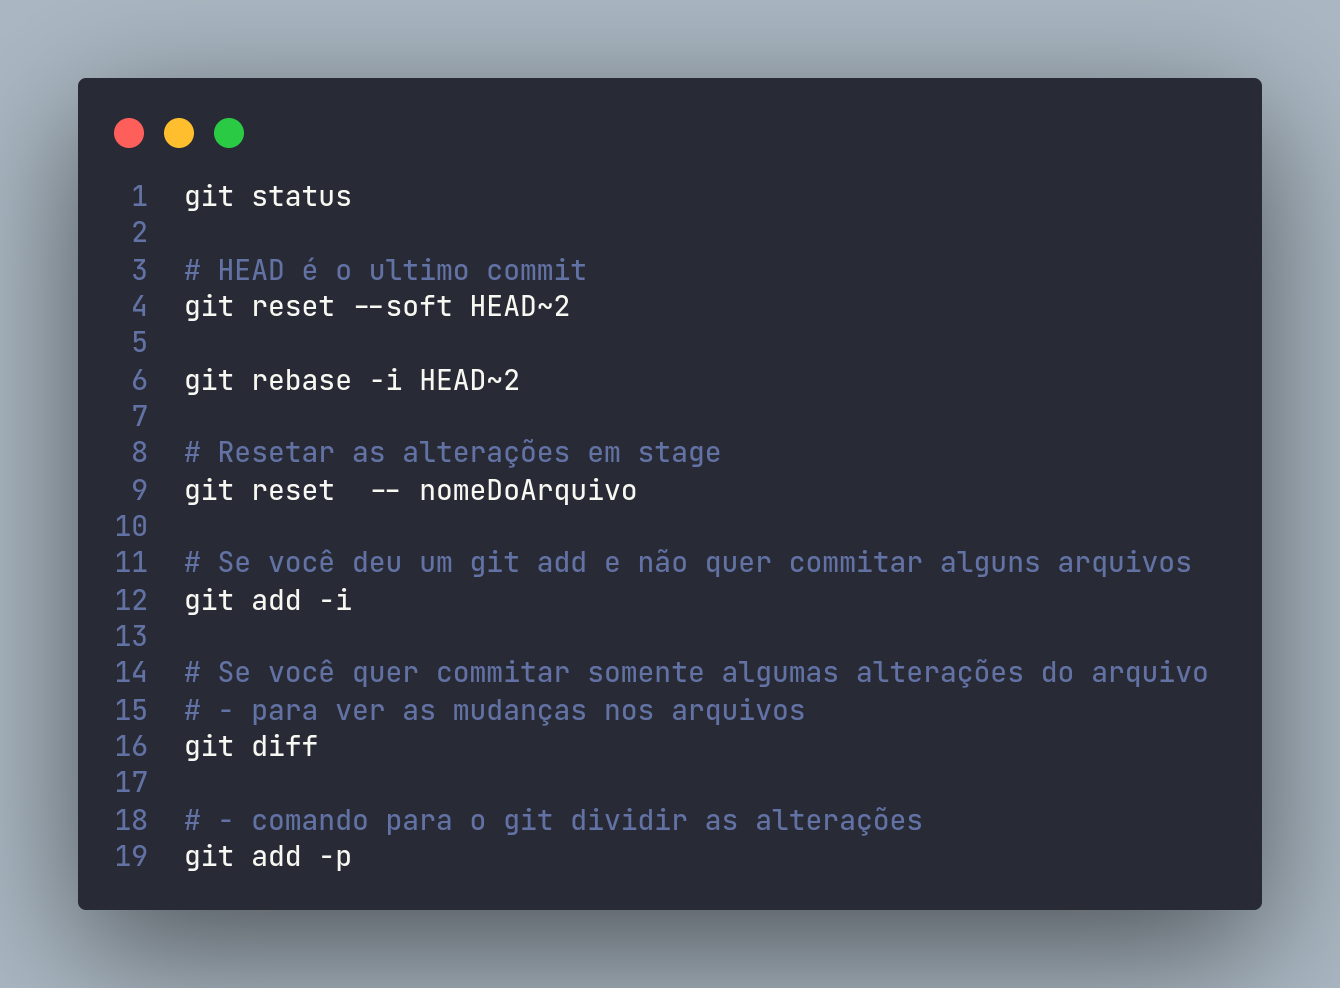 1 git status
2
3 # HEAD é o ultimo commit
4 git reset --soft HEAD~2
5
6 git rebase -i HEAD~2
7
8 # Resetar as alterações em stage
9 git reset  -- nomeDoArquivo
10
11 # Se você deu um git add e não quer commitar alguns arquivos
12 git add -i
13
14 # Se você quer commitar somente algumas alterações do arquivo
15 # - para ver as mudanças nos arquivos
16 git diff
17
18 # - comando para o git dividir as alterações
19 git add -p